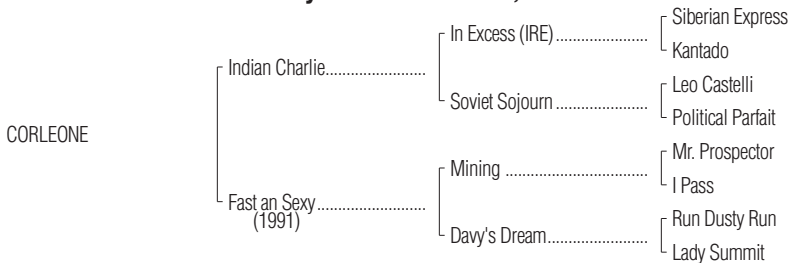 Siberian Express
In Excess (IRE)......................
Kantado
Indian Charlie........................
Leo Castelli
Soviet Sojourn......................
Political Parfait
CORLEONE
Mr. Prospector
Mining..................................
I Pass
Fast an Sexy..........................
(1991)
Run Dusty Run
Davy's Dream........................
Lady Summit